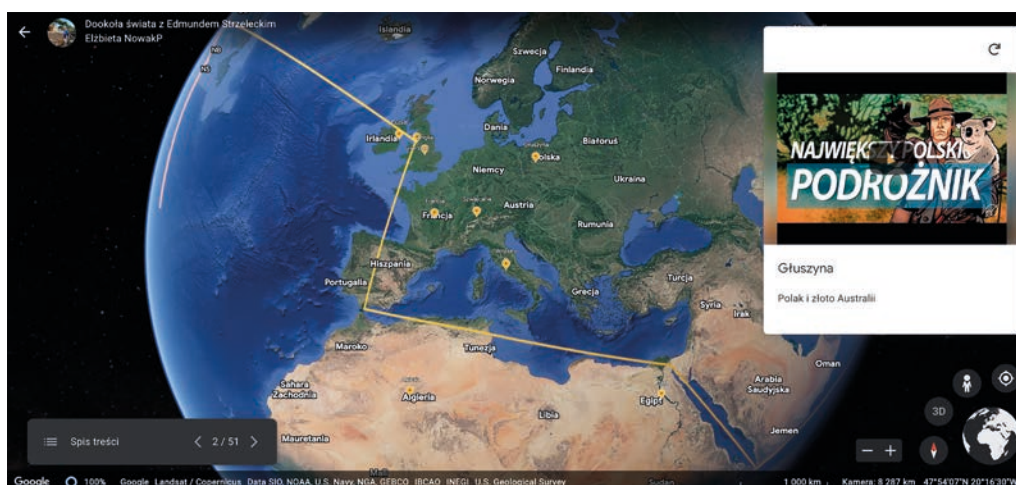 Dookoła świata z Edmundem Strzeleckim
Elżbieta NowakP
NAJWIĘKSZY POLSKI
PODRÓŻNIK
Głuszyna
Polak i złoto Australii
Islandia
NB
NS
Szwecja
Finlandia
Norwegia
Irlandia
Dania
Białoruś
Polska
Niemcy
Ukraina
Austria
Francja
Rumunia
Hiszpania
Portugalia
Turcja
Grecja
Syria
Irak
Maroko
Tunezja
Oman
Sahara Zachodnia
Algieria
Arabia Saudyjska
Egipt
Libia
Jemen
Mauretania
Mali
Sudan
Spis treści
2 / 51
3D
Google 100% Google Landsat / Copernicus Data SIO, NOAA, U.S. Navy, NGA, GEBCO IBCAO INEGI U.S. Geological Survey
1 000 km Kamera: 8 287 km 47°54'07"N 20°16'30"W